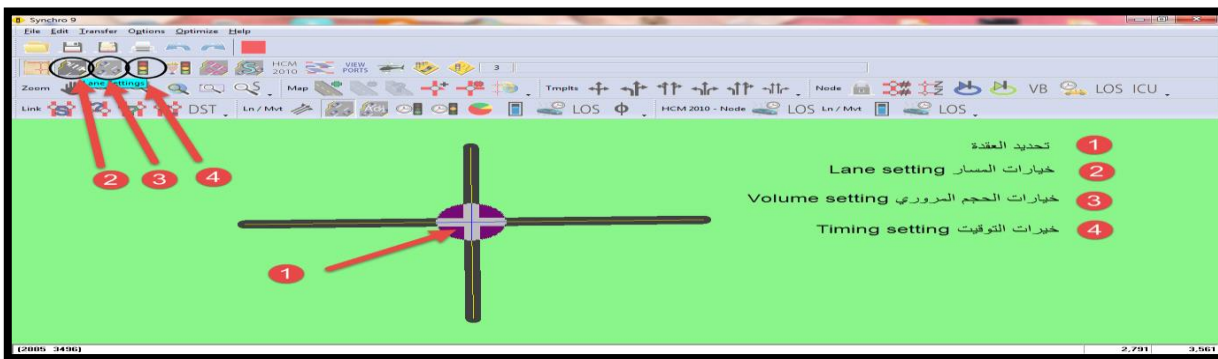 Synchro 9
File Edit Transfer Options Optimize Help
HCM 2010 VIEW PORTS 3
Lane settings
Zoom Map Tmplts Node VB LOS ICU
Link DST Ln / Mvt LOS Φ HCM 2010 - Node LOS Ln / Mvt LOS
1 تحديد العقدة
2 خيارات المسار Lane setting
3 خيارات الحجم المروري Volume setting
4 خيرات التوقيت Timing setting
2 3 4
1
(2885 3496) 2,791 3,561